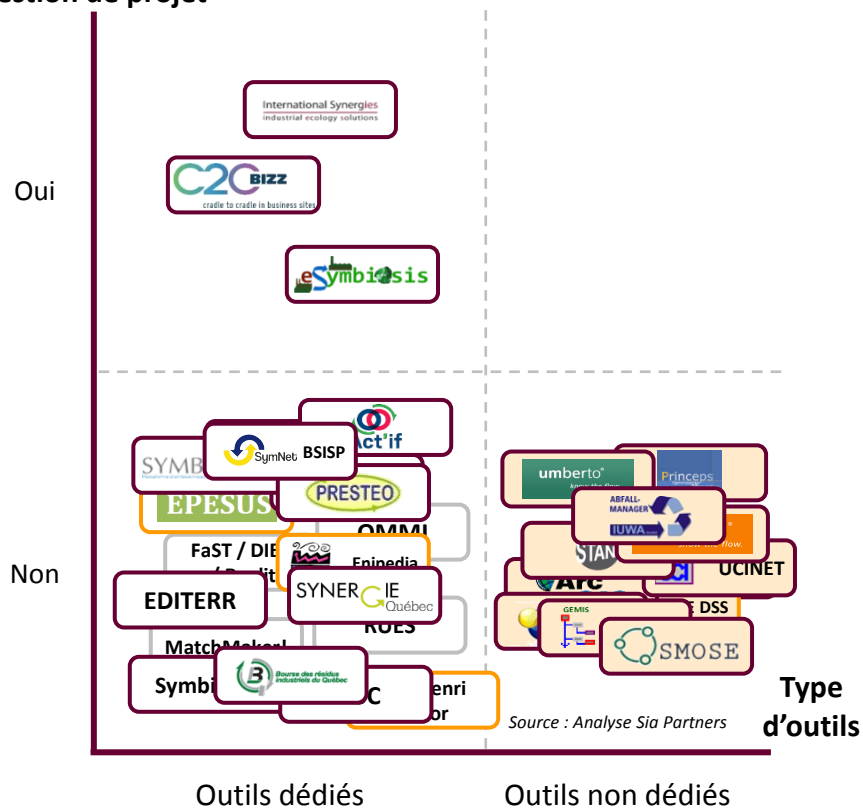 estion de projet
International Synergies
industrial ecology solutions
Oui
C2C BIZZ
cradle to cradle in business sites
eSymbiosis
Act'if
SymNet BSISP
SYMB
PRESTEO
EPESUS
OMMI
FaST / DIE
Enipedia
Non
EDITERR
SYNERGIE
Québec
RUES
MatchMaker!
Symbi
Bourse des résidus
industriels du Québec
C
enri
or
umberto®
know the flow.
Princeps
ABFALL-
MANAGER
IUWA
show the flow.
STAN
UCINET
Arc
E DSS
GEMIS
SMOSE
Source : Analyse Sia Partners
Type
d'outils
Outils dédiés
Outils non dédiés